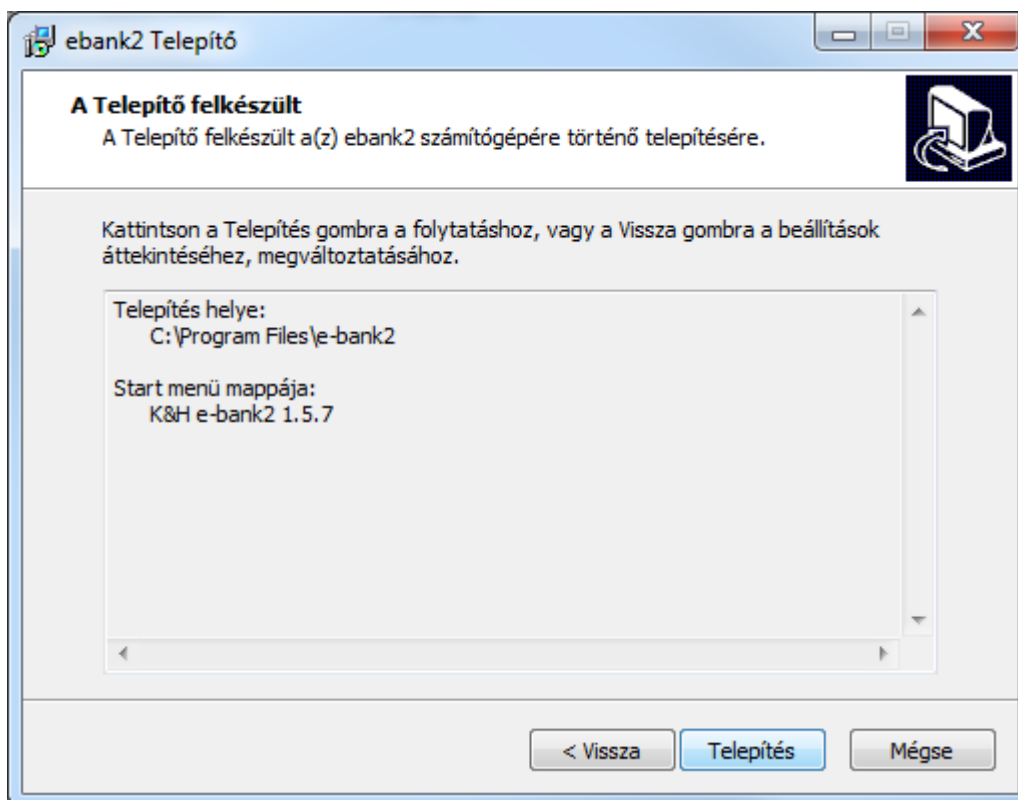 ebank2 Telepítő
A Telepítő felkészült
A Telepítő felkészült a(z) ebank2 számítógépére történő telepítésére.
Kattintson a Telepítés gombra a folytatáshoz, vagy a Vissza gombra a beállítások
áttekintéséhez, megváltoztatásához.
Telepítés helye:
C:\Program Files\e-bank2
Start menü mappája:
K&H e-bank2 1.5.7
< Vissza
Telepítés
Mégse